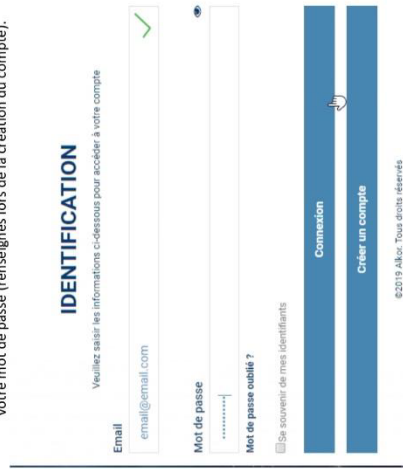 votre mot de passe (renseignés lors de la création du compte).
IDENTIFICATION
Veuillez saisir les informations ci-dessous pour accéder à votre compte
Email
email@email.com
Mot de passe
Mot de passe oublié ?
Se souvenir de mes identifiants
Connexion
Créer un compte
©2019 Alkor. Tous droits réservés